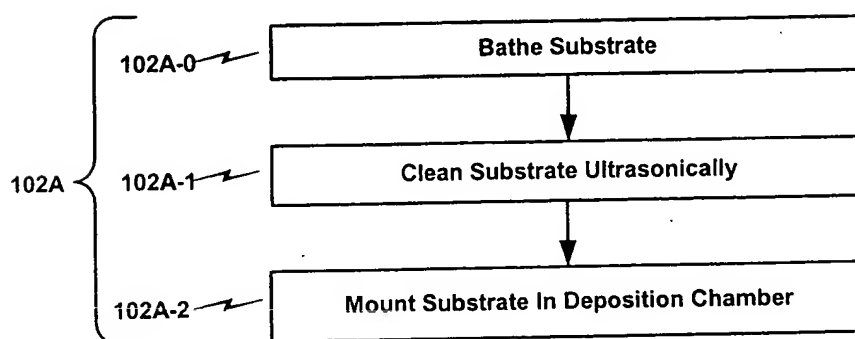 102A-0
Bathe Substrate
102A
102A-1
Clean Substrate Ultrasonically
102A-2
Mount Substrate In Deposition Chamber